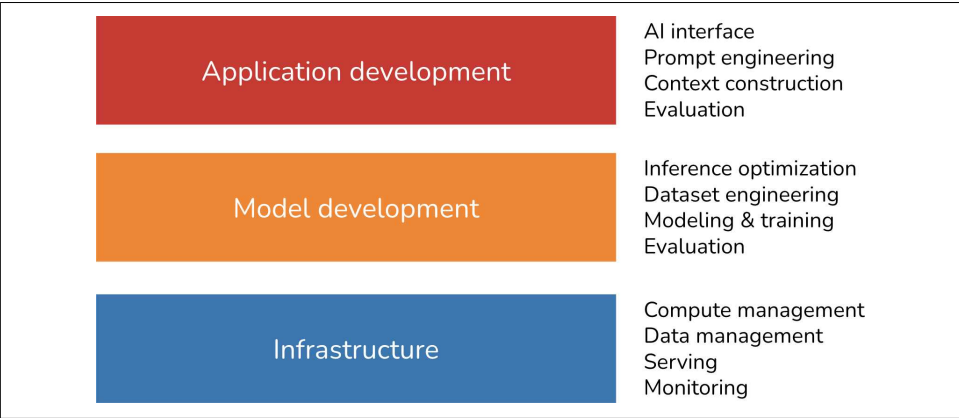 Application development
AI interface
Prompt engineering
Context construction
Evaluation
Model development
Inference optimization
Dataset engineering
Modeling & training
Evaluation
Infrastructure
Compute management
Data management
Serving
Monitoring